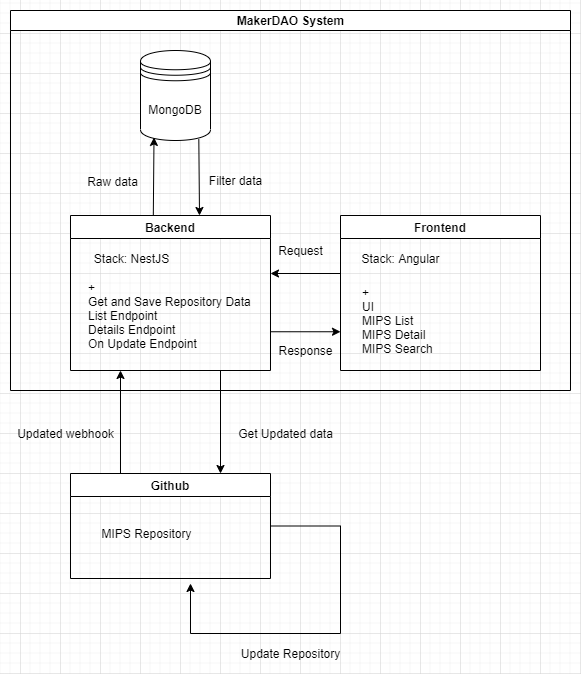 MakerDAO System
MongoDB
Raw data
Filter data
Backend
Stack: NestJS
+
Get and Save Repository Data
List Endpoint
Details Endpoint
On Update Endpoint
Request
Response
Frontend
Stack: Angular
+
UI
MIPS List
MIPS Detail
MIPS Search
Updated webhook
Get Updated data
Github
MIPS Repository
Update Repository